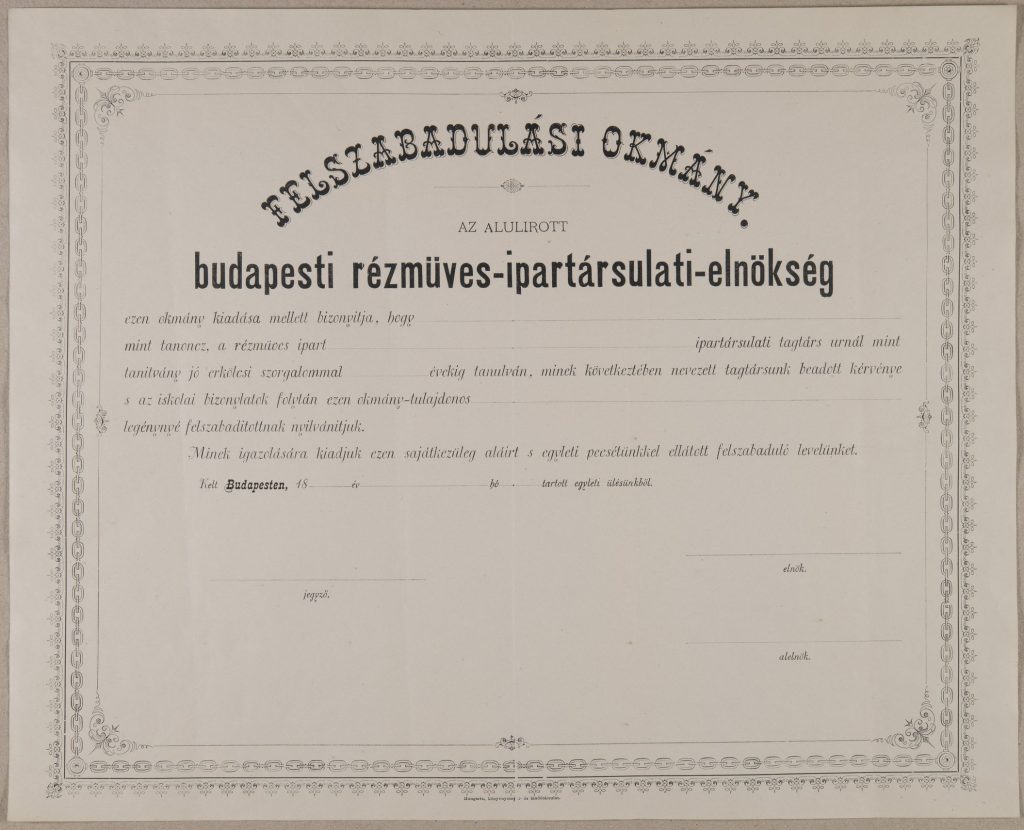 FELSZABADULÁSI OKMÁNY.
AZ ALULIROTT
budapesti rézmüves-ipartársulati-elnökség
ezen okmány kiadása mellett bizonyitja, hogy
mint tanoncz, a rézmüves ipart ipartársulati tagtárs urnál mint
tanitvány jó erkölcsi szorgalommal évekig tanulván, minek következtében nevezett tagtársunk beadott kérvénye
s az iskolai bizonylatok folytán ezen okmány-tulajdonos
legénynyé felszabaditottnak nyilvánitjuk.
Minek igazolására kiadjuk ezen sajátkezüleg aláirt s egyleti pecsétünkkel ellátott felszabaduló levelünket.
Kelt Budapesten, 18 év hó tartott egyleti ülésünkből.
elnök.
jegyző.
alelnök.